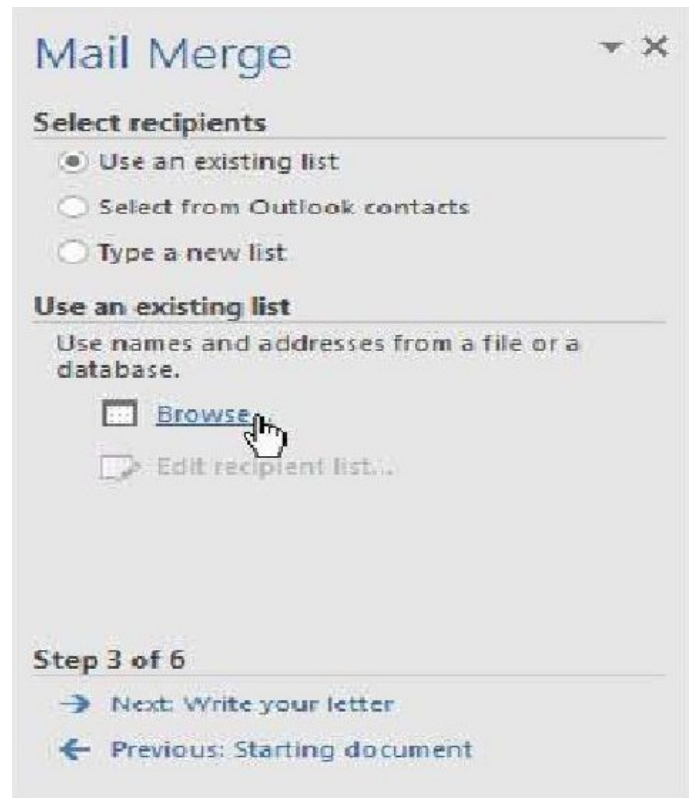 Mail Merge
Select recipients
Use an existing list
Select from Outlook contacts
Type a new list
Use an existing list
Use names and addresses from a file or a
database.
Browse...
Edit recipient list...
Step 3 of 6
Next: Write your letter
Previous: Starting document